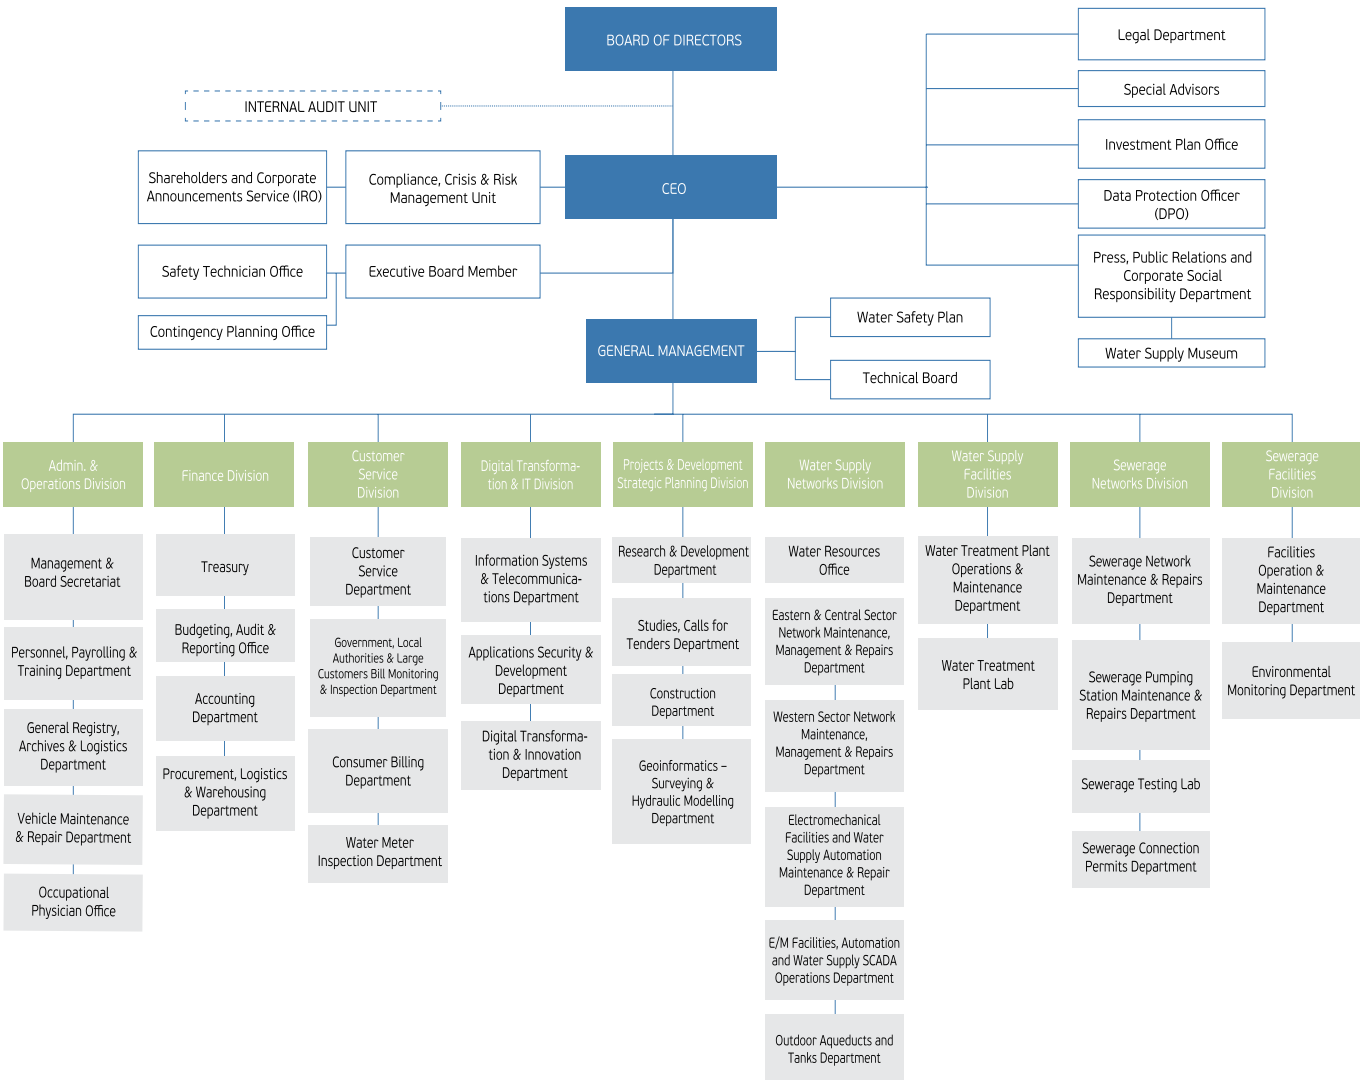 BOARD OF DIRECTORS
INTERNAL AUDIT UNIT
Legal Department
Special Advisors
Investment Plan Office
Data Protection Officer
(DPO)
Press, Public Relations and
Corporate Social
Responsibility Department
Water Supply Museum
Shareholders and Corporate
Announcements Service (IRO)
Compliance, Crisis & Risk
Management Unit
CEO
Safety Technician Office
Executive Board Member
Contingency Planning Office
GENERAL MANAGEMENT
Water Safety Plan
Technical Board
Admin. &
Operations Division
Management &
Board Secretariat
Personnel, Payrolling &
Training Department
General Registry,
Archives & Logistics
Department
Vehicle Maintenance
& Repair Department
Occupational
Physician Office
Finance Division
Treasury
Budgeting, Audit &
Reporting Office
Accounting
Department
Procurement, Logistics
& Warehousing
Department
Customer
Service
Division
Customer
Service
Department
Government, Local
Authorities & Large
Customers Bill Monitoring
& Inspection Department
Consumer Billing
Department
Water Meter
Inspection Department
Digital Transforma-
tion & IT Division
Information Systems
& Telecommunica-
tions Department
Applications Security &
Development
Department
Digital Transforma-
tion & Innovation
Department
Projects & Development
Strategic Planning Division
Research & Development
Department
Studies, Calls for
Tenders Department
Construction
Department
Geoinformatics –
Surveying &
Hydraulic Modelling
Department
Water Supply
Networks Division
Water Resources
Office
Eastern & Central Sector
Network Maintenance,
Management & Repairs
Department
Western Sector Network
Maintenance,
Management & Repairs
Department
Electromechanical
Facilities and Water
Supply Automation
Maintenance & Repair
Department
E/M Facilities, Automation
and Water Supply SCADA
Operations Department
Outdoor Aqueducts and
Tanks Department
Water Supply
Facilities
Division
Water Treatment Plant
Operations &
Maintenance
Department
Water Treatment
Plant Lab
Sewerage
Networks Division
Sewerage Network
Maintenance & Repairs
Department
Sewerage Pumping
Station Maintenance &
Repairs Department
Sewerage Testing Lab
Sewerage Connection
Permits Department
Sewerage
Facilities
Division
Facilities
Operation &
Maintenance
Department
Environmental
Monitoring Department